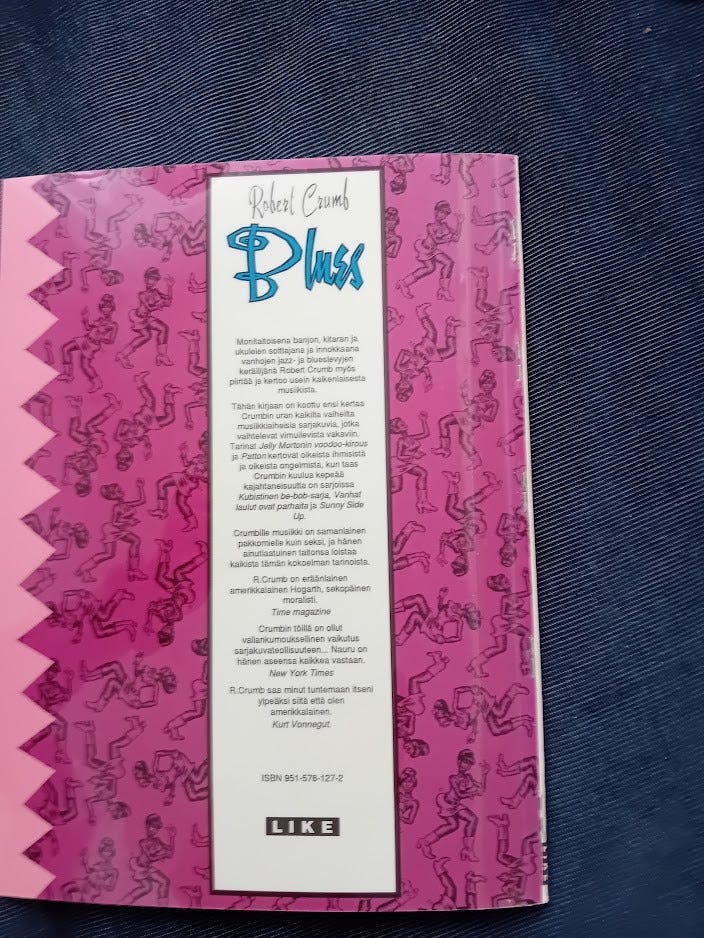 Robert Crumb
Blues
Monitaitoisena banjon, kitaran ja
ukulelen soittajana ja innokkaana
vanhojen jazz- ja blueslevyjen
keräilijänä Robert Crumb myös
piirtää ja kertoo usein kaikenlaisesta
musiikista.
Tähän kirjaan on koottu ensi kertaa
Crumbin uran kaikilta vaiheilta
musiikkiaiheisia sarjakuvia, jotka
vaihtelevat vimullevista vakaviin.
Tarinat Jelly Mortonin voodoo-kirous
ja Patton kertovat oikeista ihmisistä
ja oikeista ongelmista, kun taas
Crumbin kuulua kepeää
kajahtaneisuutta on sarjoissa
Kubistinen be-bob-sarja, Vanhat
laulut ovat parhaita ja Sunny Side
Up.
Crumbille musiikki on samanlainen
pakkomielle kuin seksi, ja hänen
ainutlaatuinen taitonsa loistaa
kaikista tämän kokoelman tarinoista.
R.Crumb on eräänlainen
amerikkalainen Hogarth, sekopäinen
moralisti.
Time magazine
Crumbin töillä on ollut
vallankumouksellinen vaikutus
sarjakuvateollisuuteen... Nauru on
hänen aseensa kaikkea vastaan.
New York Times
R.Crumb saa minut tuntemaan itseni
ylpeäksi siitä että olen
amerikkalainen.
Kurt Vonnegut.
ISBN 951-578-127-2
LIKE